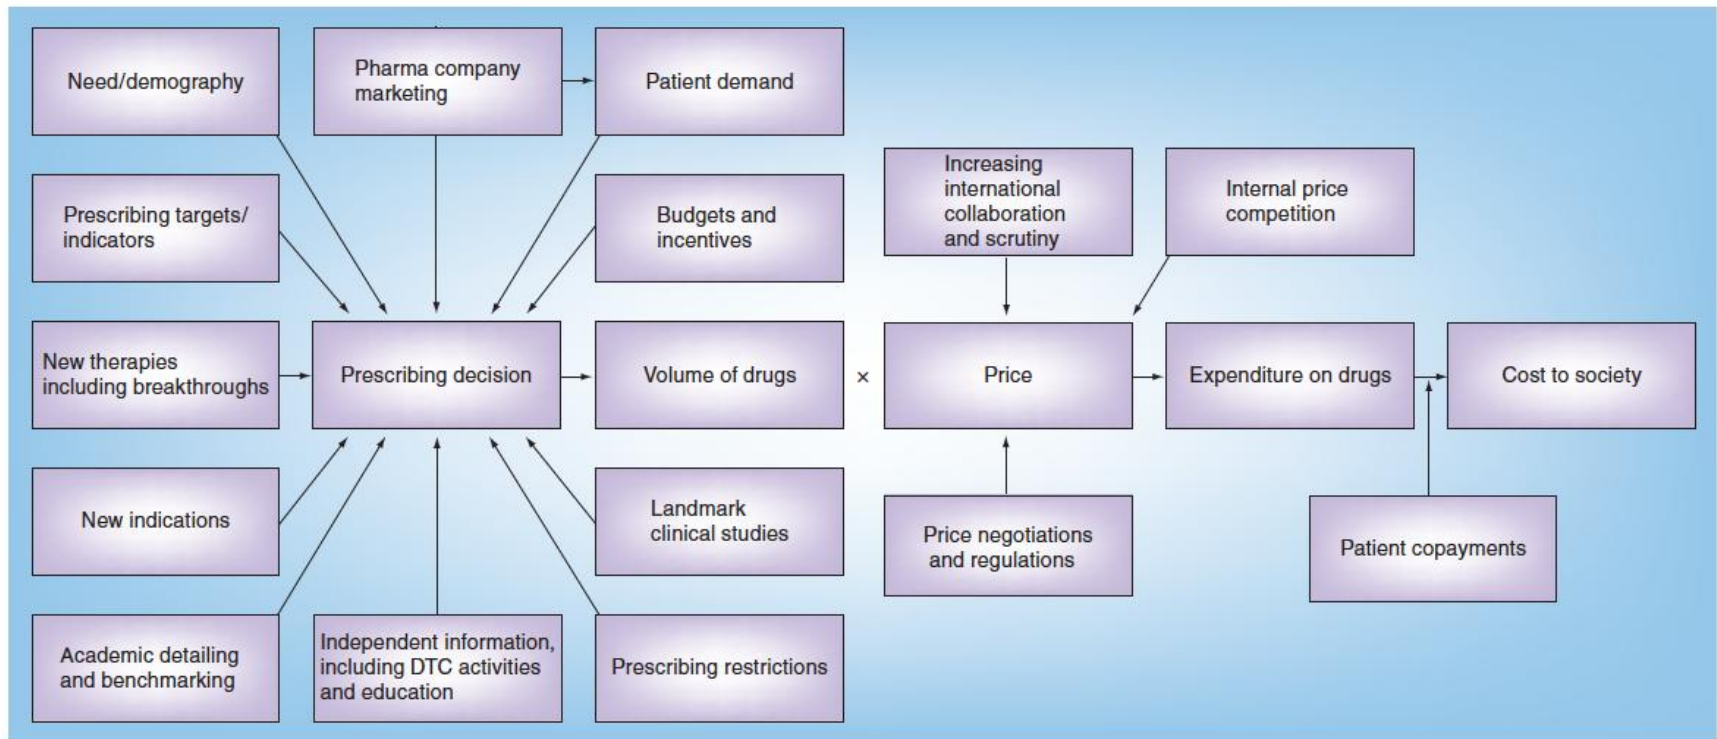 Need/demography
Pharma company
marketing
Patient demand
Increasing
international
collaboration
and scrutiny
Internal price
competition
Prescribing targets/
indicators
Budgets and
incentives
New therapies
including breakthroughs
Prescribing decision
Volume of drugs
×
Price
Expenditure on drugs
Cost to society
New indications
Landmark
clinical studies
Price negotiations
and regulations
Patient copayments
Academic detailing
and benchmarking
Independent information,
including DTC activities
and education
Prescribing restrictions